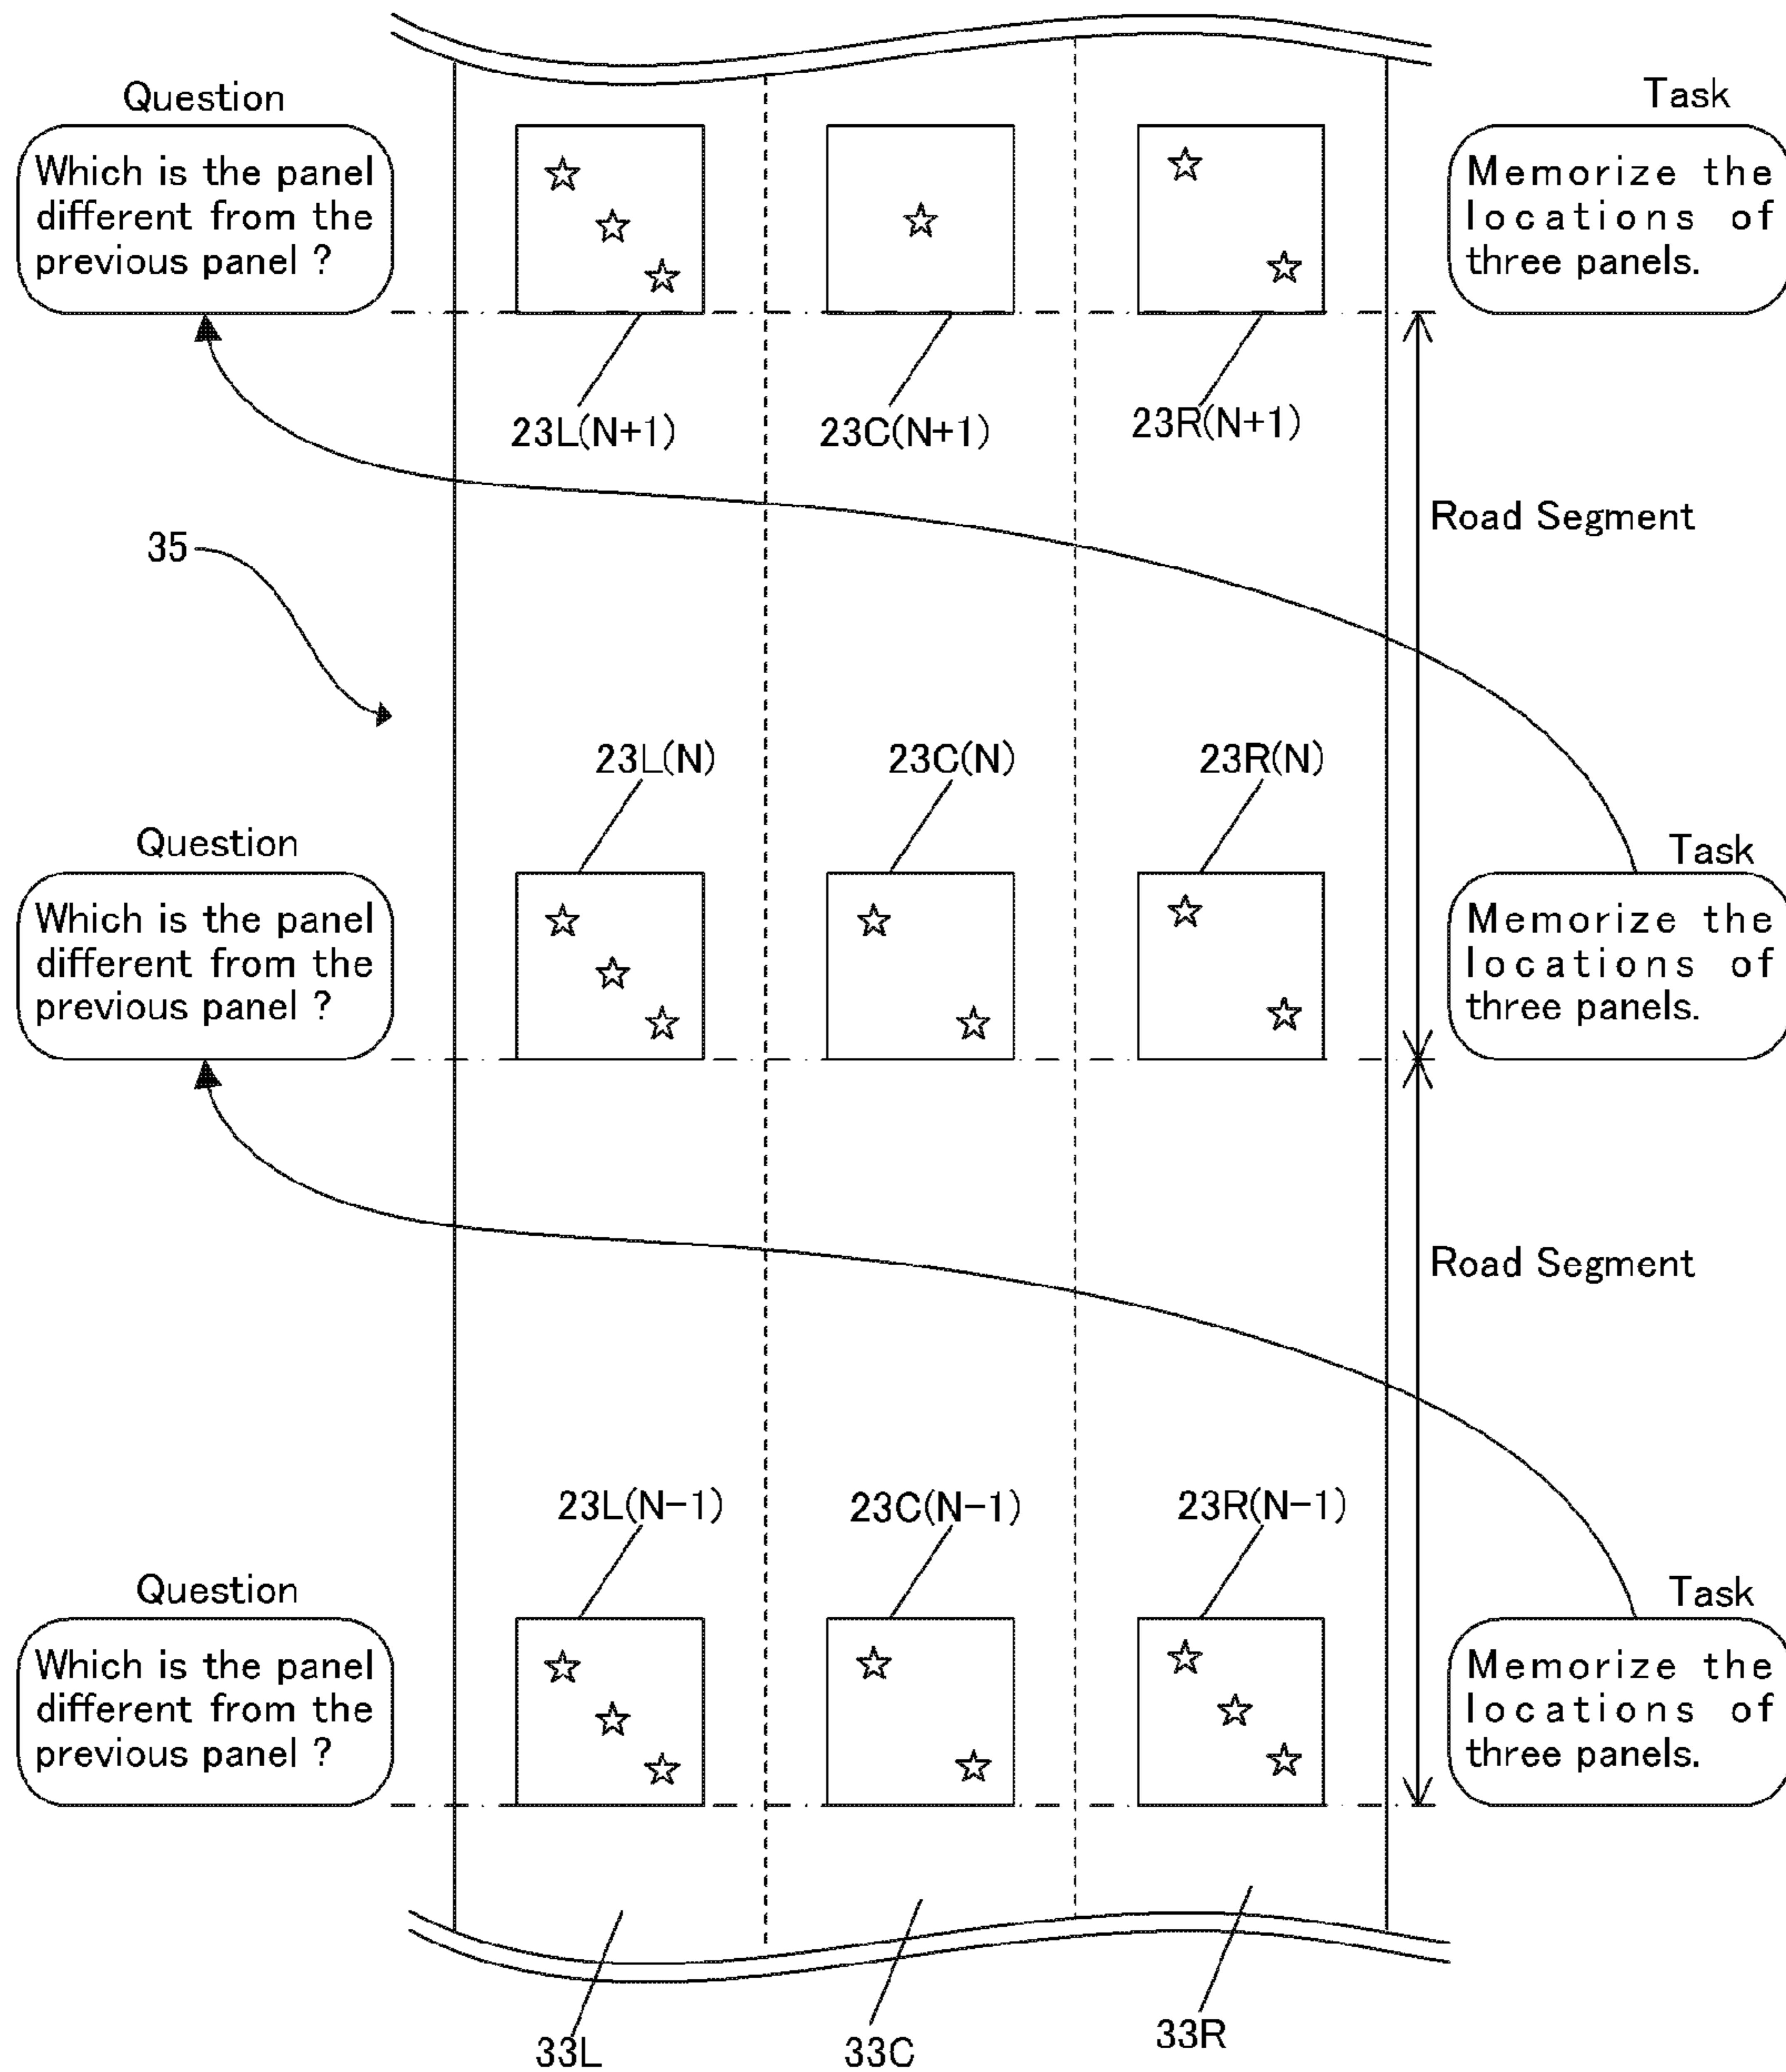 Question
Task
Which is the panel
different from the
previous panel ?
Memorize the
locations of
three panels.
23L(N+1)
23C(N+1)
23R(N+1)
Road Segment
35
23L(N)
23C(N)
23R(N)
Question
Task
Which is the panel
different from the
previous panel ?
Memorize the
locations of
three panels.
Road Segment
23L(N-1)
23C(N-1)
23R(N-1)
Question
Task
Which is the panel
different from the
previous panel ?
Memorize the
locations of
three panels.
33L
33C
33R